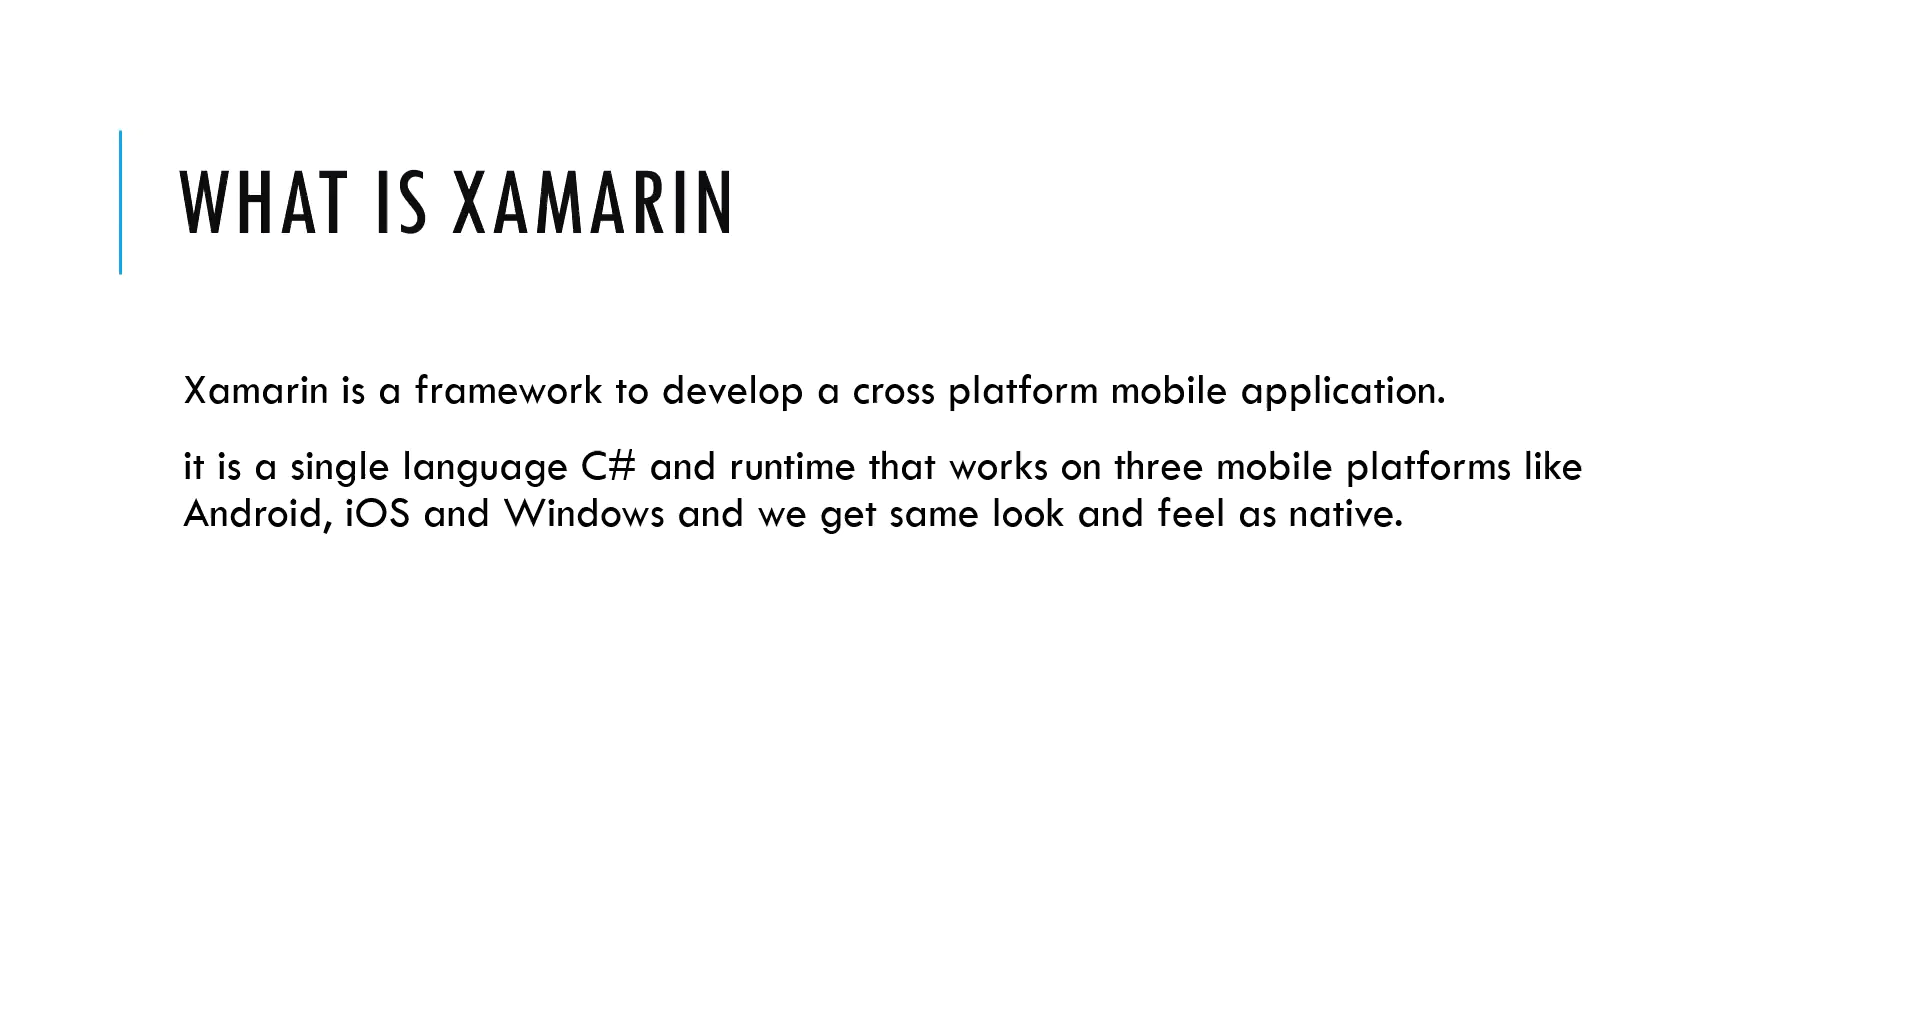 WHAT IS XAMARIN
Xamarin is a framework to develop a cross platform mobile application.
it is a single language C# and runtime that works on three mobile platforms like
Android, iOS and Windows and we get same look and feel as native.